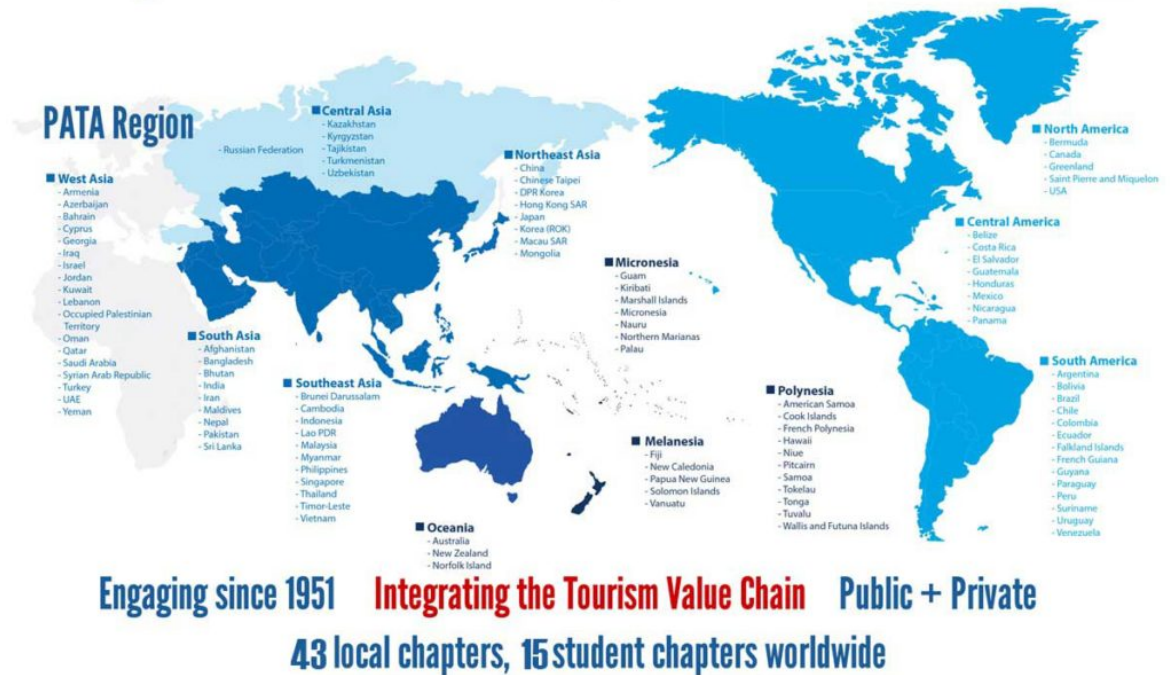 PATA Region
West Asia
- Armenia
- Azerbaijan
- Bahrain
- Cyprus
- Georgia
- Iraq
- Israel
- Jordan
- Kuwait
- Lebanon
- Occupied Palestinian
Territory
- Oman
- Qatar
- Saudi Arabia
- Syrian Arab Republic
- Turkey
- UAE
- Yeman
- Russian Federation
Central Asia
- Kazakhstan
- Kyrgyzstan
- Tajikistan
- Turkmenistan
- Uzbekistan
South Asia
- Afghanistan
- Bangladesh
- Bhutan
- India
- Iran
- Maldives
- Nepal
- Pakistan
- Sri Lanka
Southeast Asia
- Brunei Darussalam
- Cambodia
- Indonesia
- Lao PDR
- Malaysia
- Myanmar
- Philippines
- Singapore
- Thailand
- Timor-Leste
- Vietnam
Northeast Asia
- China
- Chinese Taipei
- DPR Korea
- Hong Kong SAR
- Japan
- Korea (ROK)
- Macau SAR
- Mongolia
Oceania
- Australia
- New Zealand
- Norfolk Island
Micronesia
- Guam
- Kiribati
- Marshall Islands
- Micronesia
- Nauru
- Northern Marianas
- Palau
Melanesia
- Fiji
- New Caledonia
- Papua New Guinea
- Solomon Islands
- Vanuatu
Polynesia
- American Samoa
- Cook Islands
- French Polynesia
- Hawaii
- Niue
- Pitcairn
- Samoa
- Tokelau
- Tonga
- Tuvalu
- Wallis and Futuna Islands
North America
- Bermuda
- Canada
- Greenland
- Saint Pierre and Miquelon
- USA
Central America
- Belize
- Costa Rica
- El Salvador
- Guatemala
- Honduras
- Mexico
- Nicaragua
- Panama
South America
- Argentina
- Bolivia
- Brazil
- Chile
- Colombia
- Ecuador
- Falkland Islands
- French Guiana
- Guyana
- Paraguay
- Peru
- Suriname
- Uruguay
- Venezuela
Engaging since 1951 Integrating the Tourism Value Chain Public + Private
43 local chapters, 15 student chapters worldwide